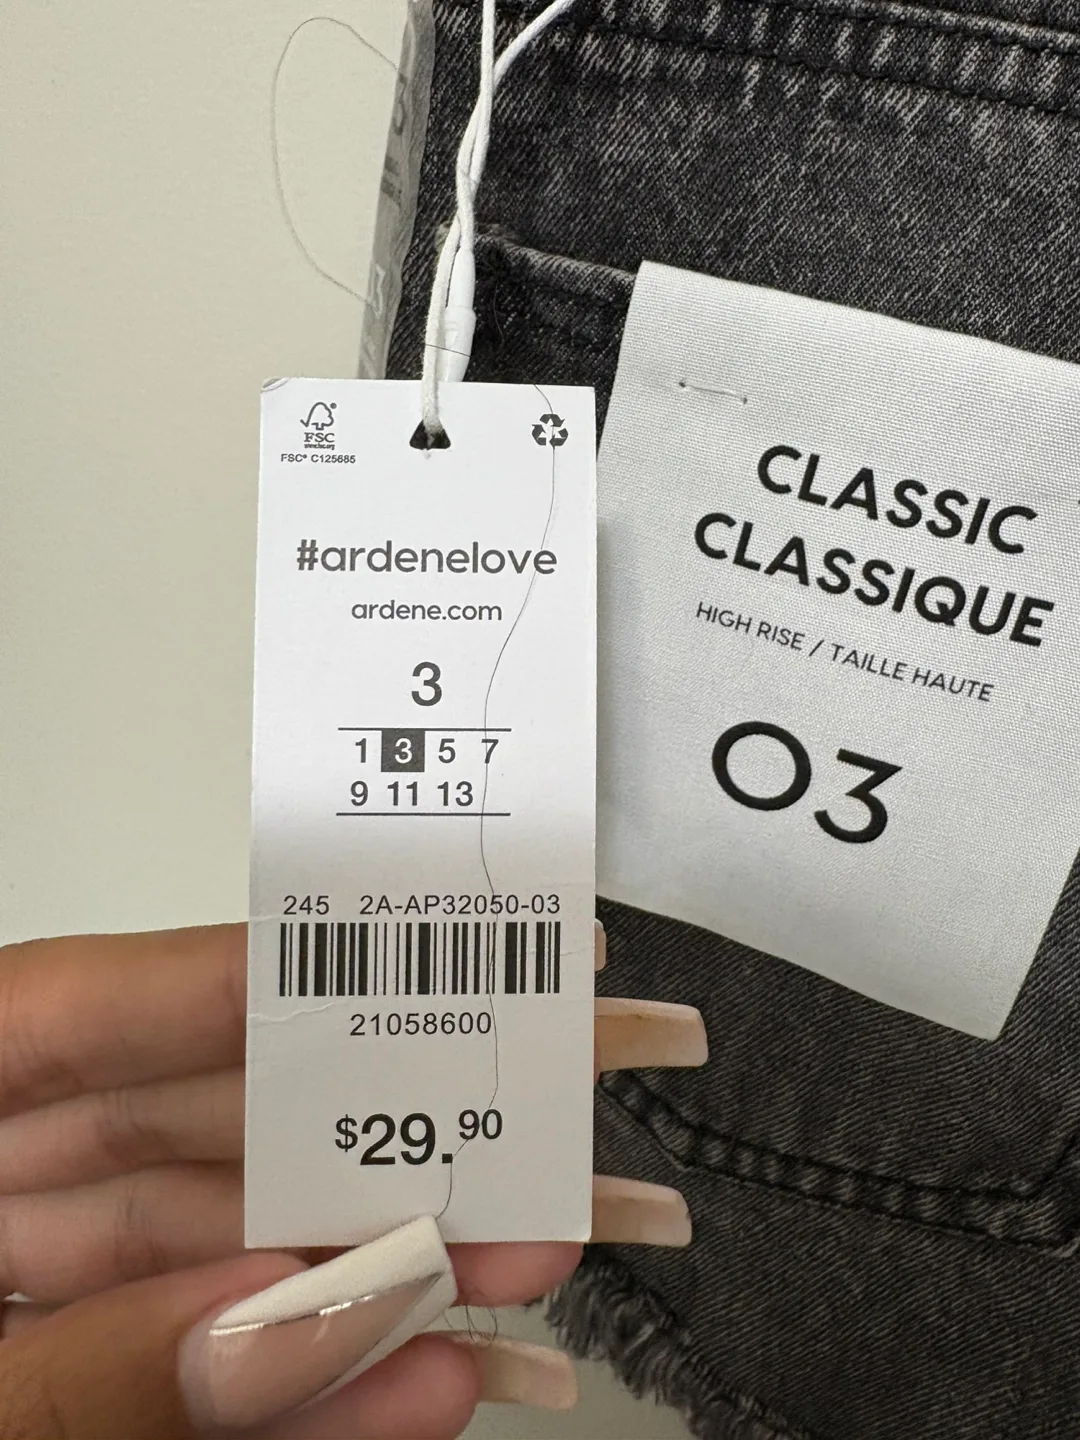 FSC
FSC® C125685
#ardenelove
ardene.com
3
1 3 5 7
9 11 13
245 2A-AP32050-03
21058600
$29.90
CLASSIC
CLASSIQUE
HIGH RISE / TAILLE HAUTE
03